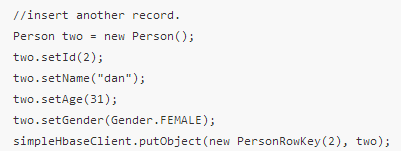 //insert another record.
Person two = new Person();
two.setId(2);
two.setName("dan");
two.setAge(31);
two.setGender(Gender.FEMALE);
simpleHbaseClient.putObject(new PersonRowKey(2), two);